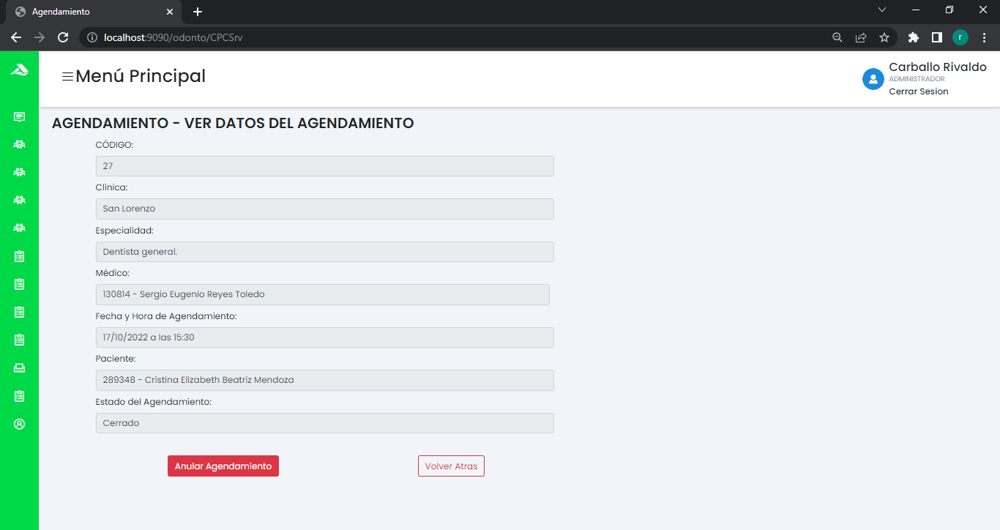 Agendamiento
localhost:9090/odonto/CPCSrv
r
Menú Principal
Carballo Rivaldo
ADMINISTRADOR
Cerrar Sesion
AGENDAMIENTO - VER DATOS DEL AGENDAMIENTO
CÓDIGO:
27
Clinica:
San Lorenzo
Especialidad:
Dentista general.
Médico:
130814 - Sergio Eugenio Reyes Toledo
Fecha y Hora de Agendamiento:
17/10/2022 a las 15:30
Paciente:
289348 - Cristina Elizabeth Beatriz Mendoza
Estado del Agendamiento:
Cerrado
Anular Agendamiento
Volver Atras